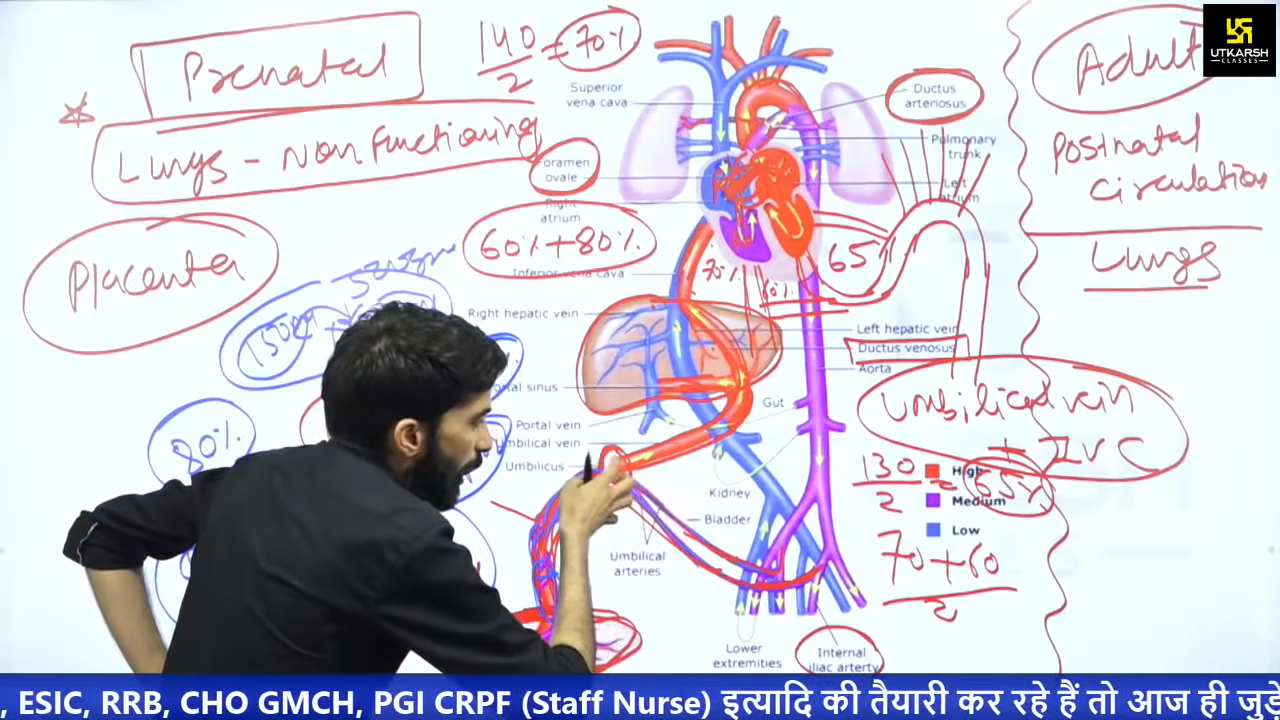 Prenatal
140/2 = 70%
Lungs - Non Functioning
Placenta
60% + 80%
80%
70%
60%
65
Superior
vena cava
foramen
ovale
Right
atrium
Inferior vena cava
Right hepatic vein
Portal vein
Umbilical vein
Umbilicus
Umbilical
arteries
Lower
extremities
Ductus
arteriosus
Pulmonary
trunk
Left
atrium
Left hepatic vein
Ductus venosus
Aorta
Gut
Kidney
Bladder
Internal
iliac arterty
High
Medium
Low
Umbilical vein
+ IVC
130/2 = 65%
70+60
2
Adult
Postnatal
circulation
Lungs
UTKARSH
CLASSES
, ESIC, RRB, CHO GMCH, PGI CRPF (Staff Nurse) इत्यादि की तैयारी कर रहे हैं तो आज ही जुड़े